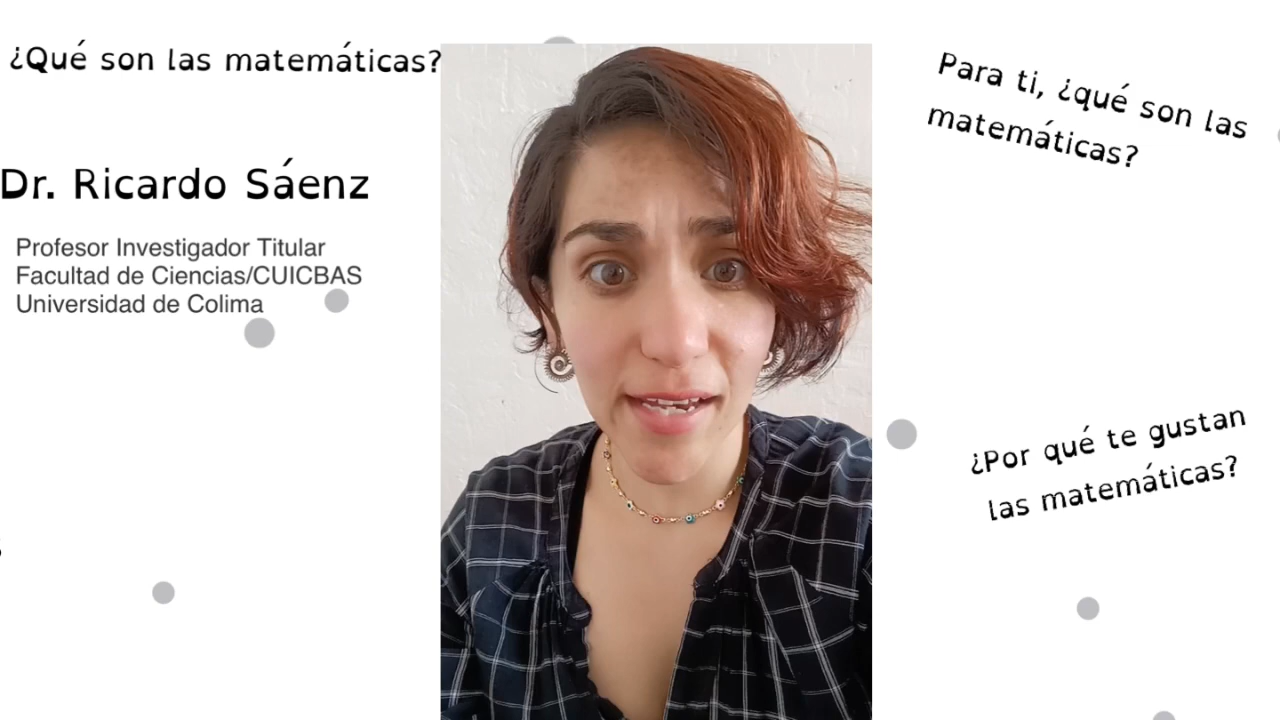 ¿Qué son las matemáticas?
Dr. Ricardo Sáenz
Profesor Investigador Titular
Facultad de Ciencias/CUICBAS
Universidad de Colima
Para ti, ¿qué son las
matemáticas?
¿Por qué te gustan
las matemáticas?